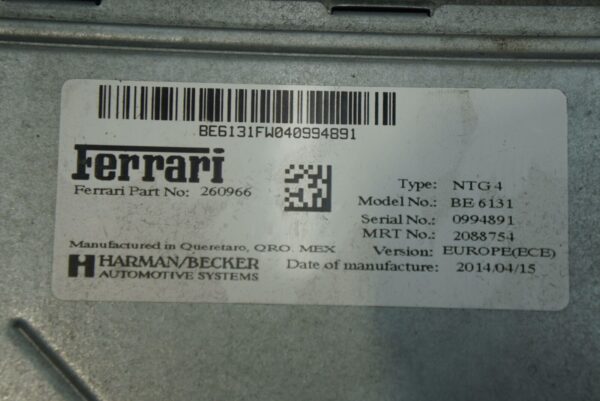 BE6131FW040994891
Ferrari
Ferrari Part No: 260966
Type: NTG4
Model No.: BE 6131
Serial No.: 0994891
MRT No.: 2088754
Version: EUROPE(ECE)
Date of manufacture: 2014/04/15
Manufactured in Queretaro, QRO. MEX
HARMAN/BECKER
AUTOMOTIVE SYSTEMS